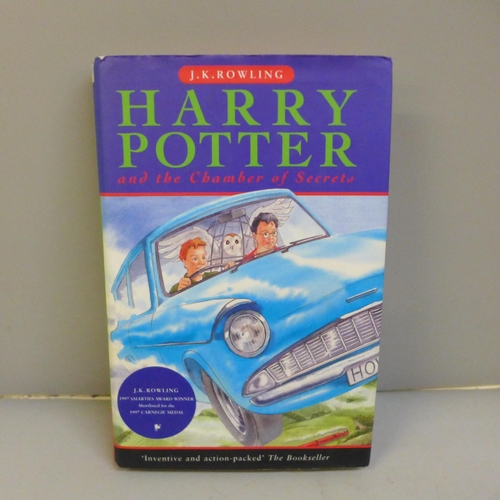 J.K.ROWLING
HARRY
POTTER
and the Chamber of Secrets
HO
J.K.ROWLING
1997 SMARTIES AWARD WINNER
Shortlisted for the
1997 CARNEGIE MEDAL
'Inventive and action-packed' The Bookseller